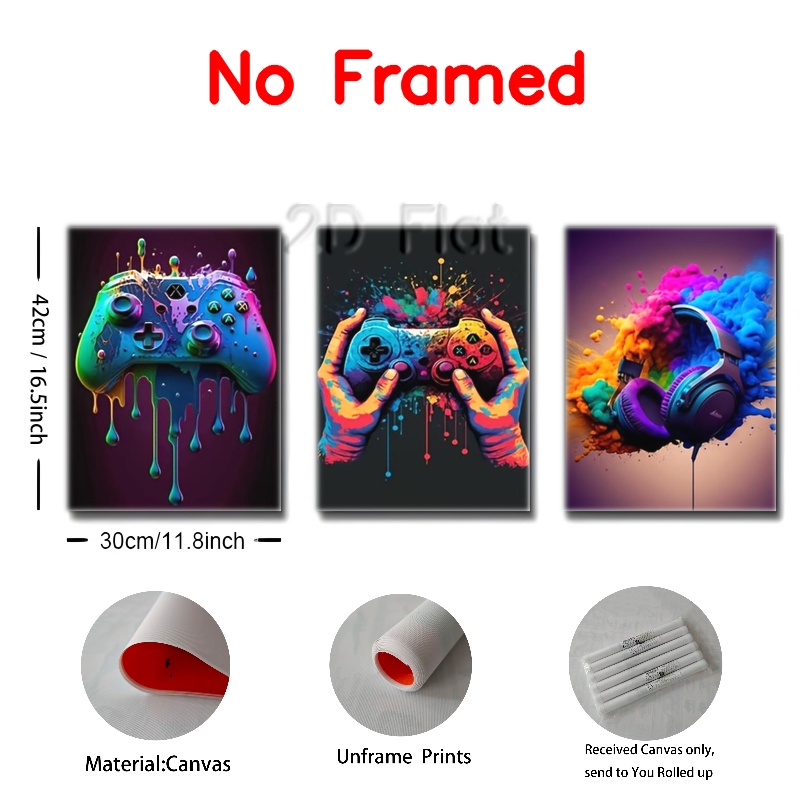 No Framed
2D Flat
42cm / 16.5inch
30cm/11.8inch
Material:Canvas
Unframe Prints
Received Canvas only,
send to You Rolled up